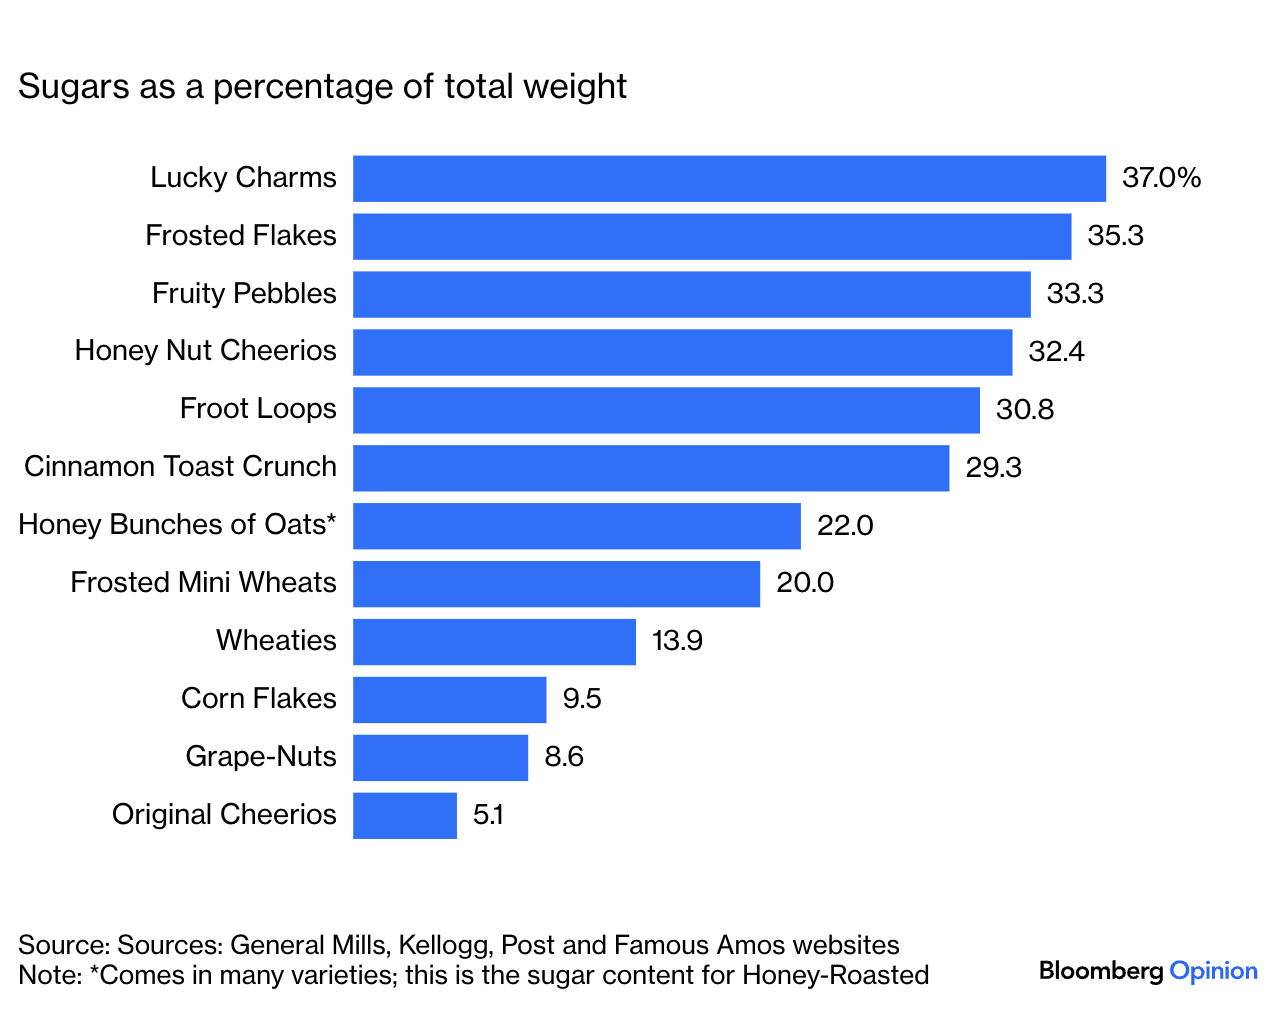 Sugars as a percentage of total weight
Lucky Charms 37.0%
Frosted Flakes 35.3
Fruity Pebbles 33.3
Honey Nut Cheerios 32.4
Froot Loops 30.8
Cinnamon Toast Crunch 29.3
Honey Bunches of Oats* 22.0
Frosted Mini Wheats 20.0
Wheaties 13.9
Corn Flakes 9.5
Grape-Nuts 8.6
Original Cheerios 5.1
Source: Sources: General Mills, Kellogg, Post and Famous Amos websites
Note: *Comes in many varieties; this is the sugar content for Honey-Roasted
Bloomberg Opinion